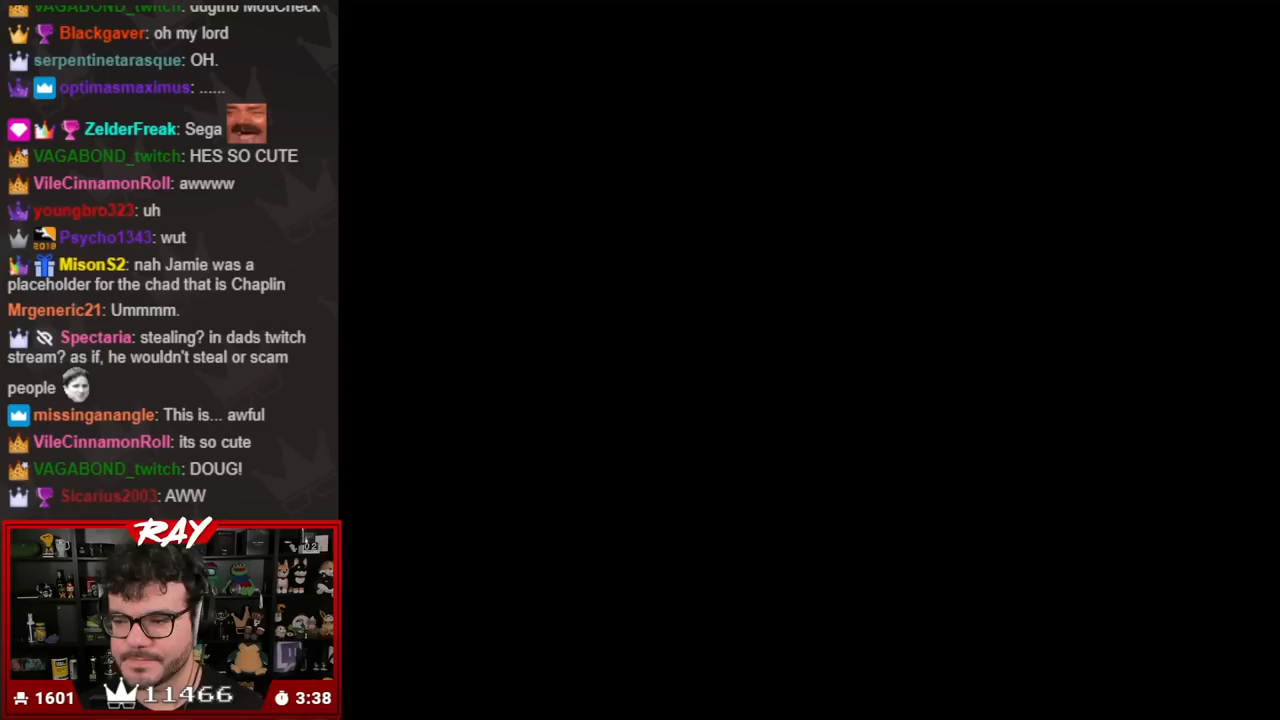 VAGABOND_twitch: dugtho ModCheck
Blackgaver: oh my lord
serpentinetarasque: OH.
optimasmaximus: ......
ZelderFreak: Sega
VAGABOND_twitch: HES SO CUTE
VileCinnamonRoll: awwww
youngbro323: uh
Psycho1343: wut
MisonS2: nah Jamie was a
placeholder for the chad that is Chaplin
Mrgeneric21: Ummmm.
Spectaria: stealing? in dads twitch
stream? as if, he wouldn't steal or scam
people
missinganangle: This is... awful
VileCinnamonRoll: its so cute
VAGABOND_twitch: DOUG!
Sicarius2003: AWW
RAY
1601
11466
3:38